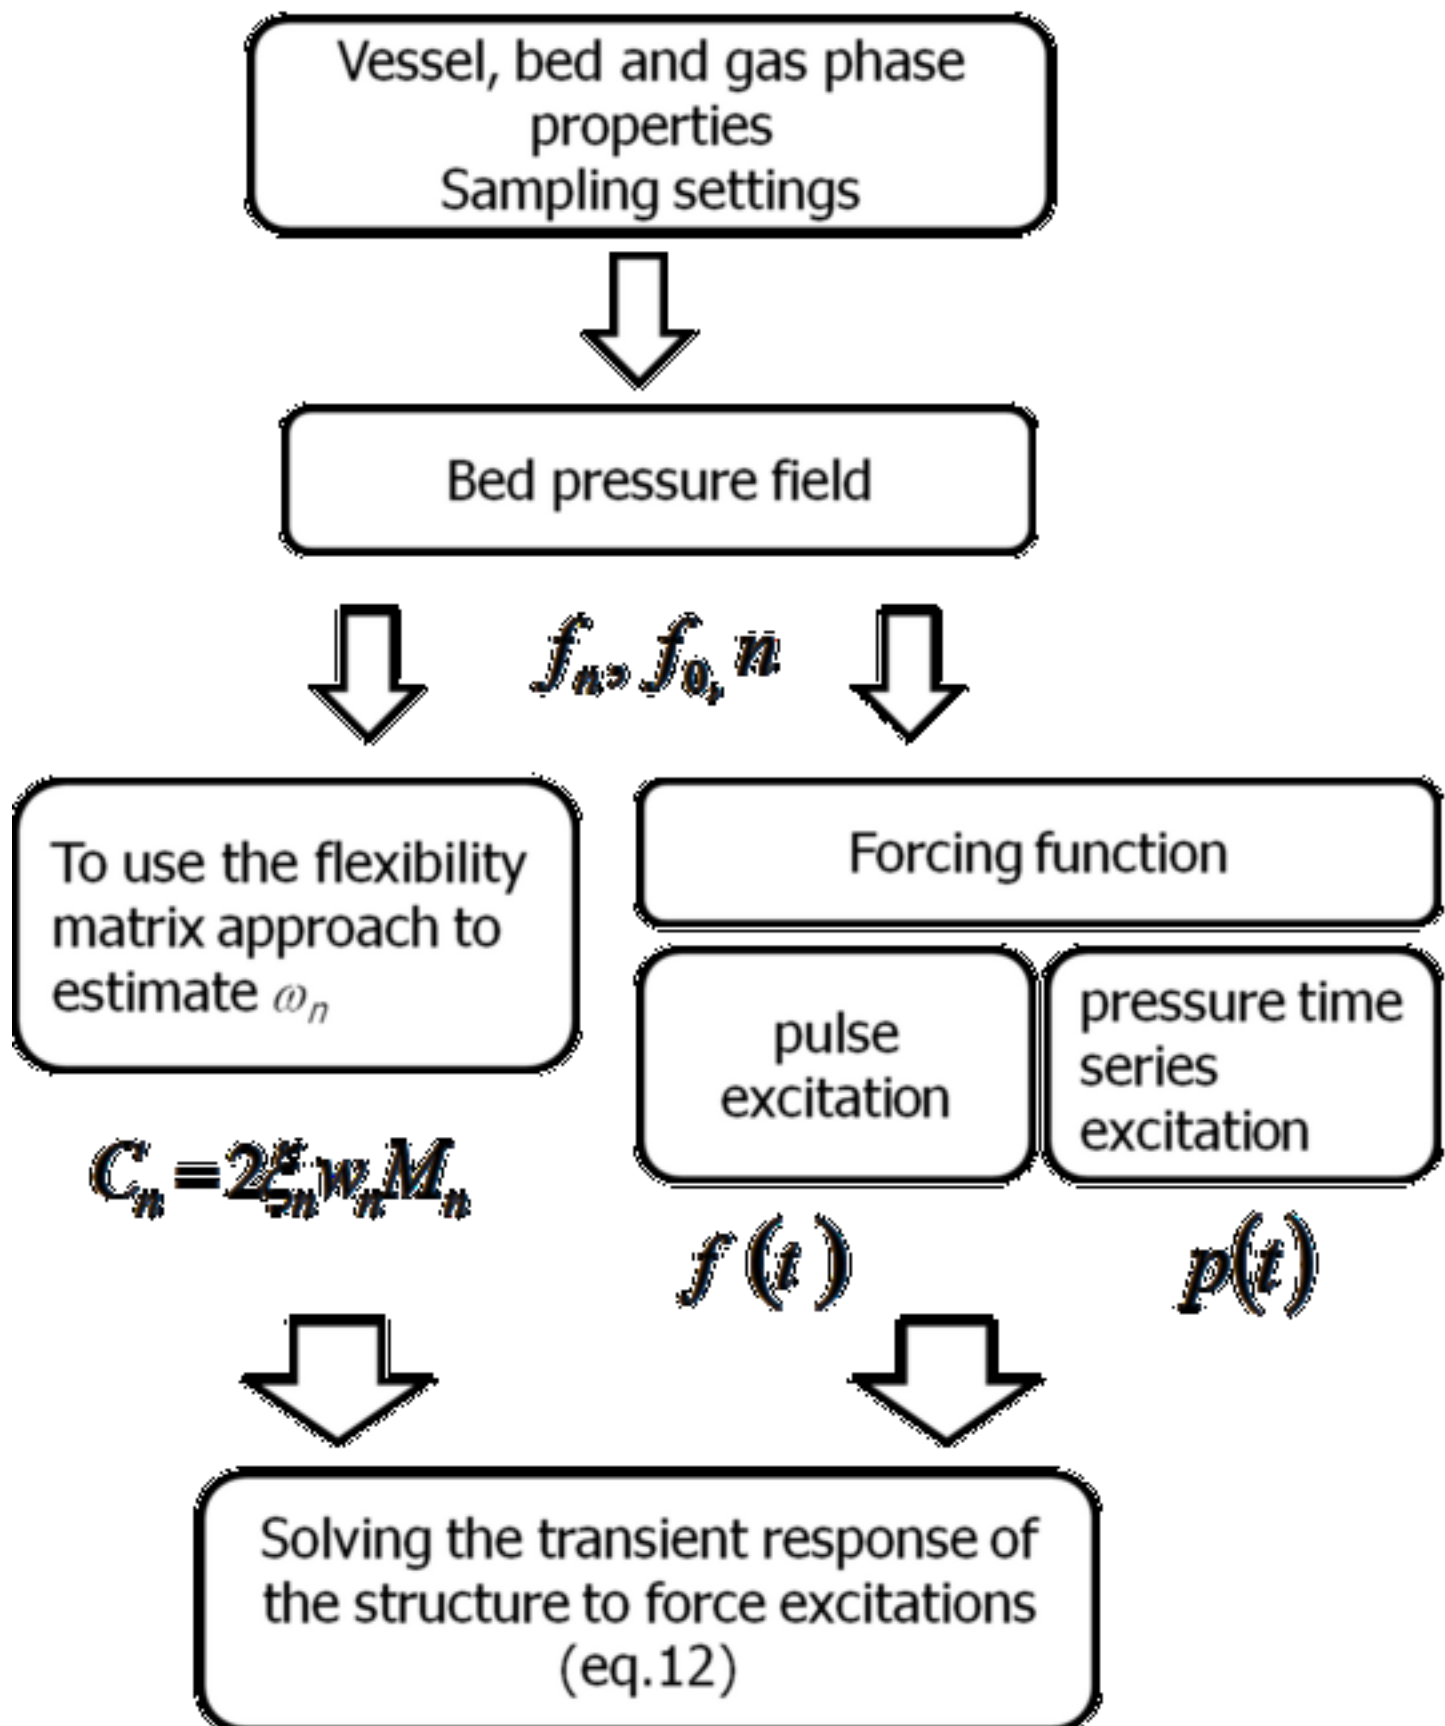 Vessel, bed and gas phase
properties
Sampling settings
Bed pressure field
fₙ, f₀, n
To use the flexibility
matrix approach to
estimate ωₙ
Cₙ=2ξₙwₙMₙ
Forcing function
pulse
excitation
f (t)
pressure time
series
excitation
p(t)
Solving the transient response of
the structure to force excitations
(eq.12)